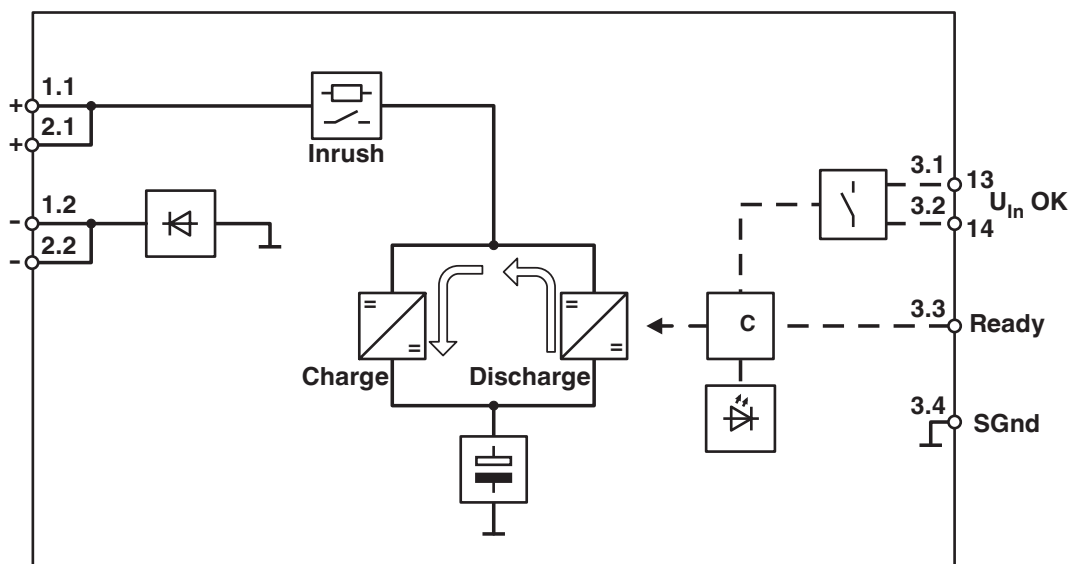 1.1
+
2.1
+
1.2
-
2.2
-
Inrush
3.1
13
U_In OK
3.2
14
=
=
=
=
C
3.3
Ready
Charge
Discharge
3.4
SGnd